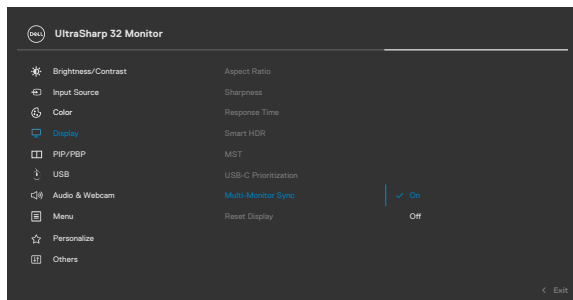 DELL UltraSharp 32 Monitor
Brightness/Contrast Aspect Ratio
Input Source Sharpness
Color Response Time
Display Smart HDR
PIP/PBP MST
USB USB-C Prioritization
Audio & Webcam Multi-Monitor Sync ✓ On
Menu Reset Display Off
Personalize
Others
< Exit